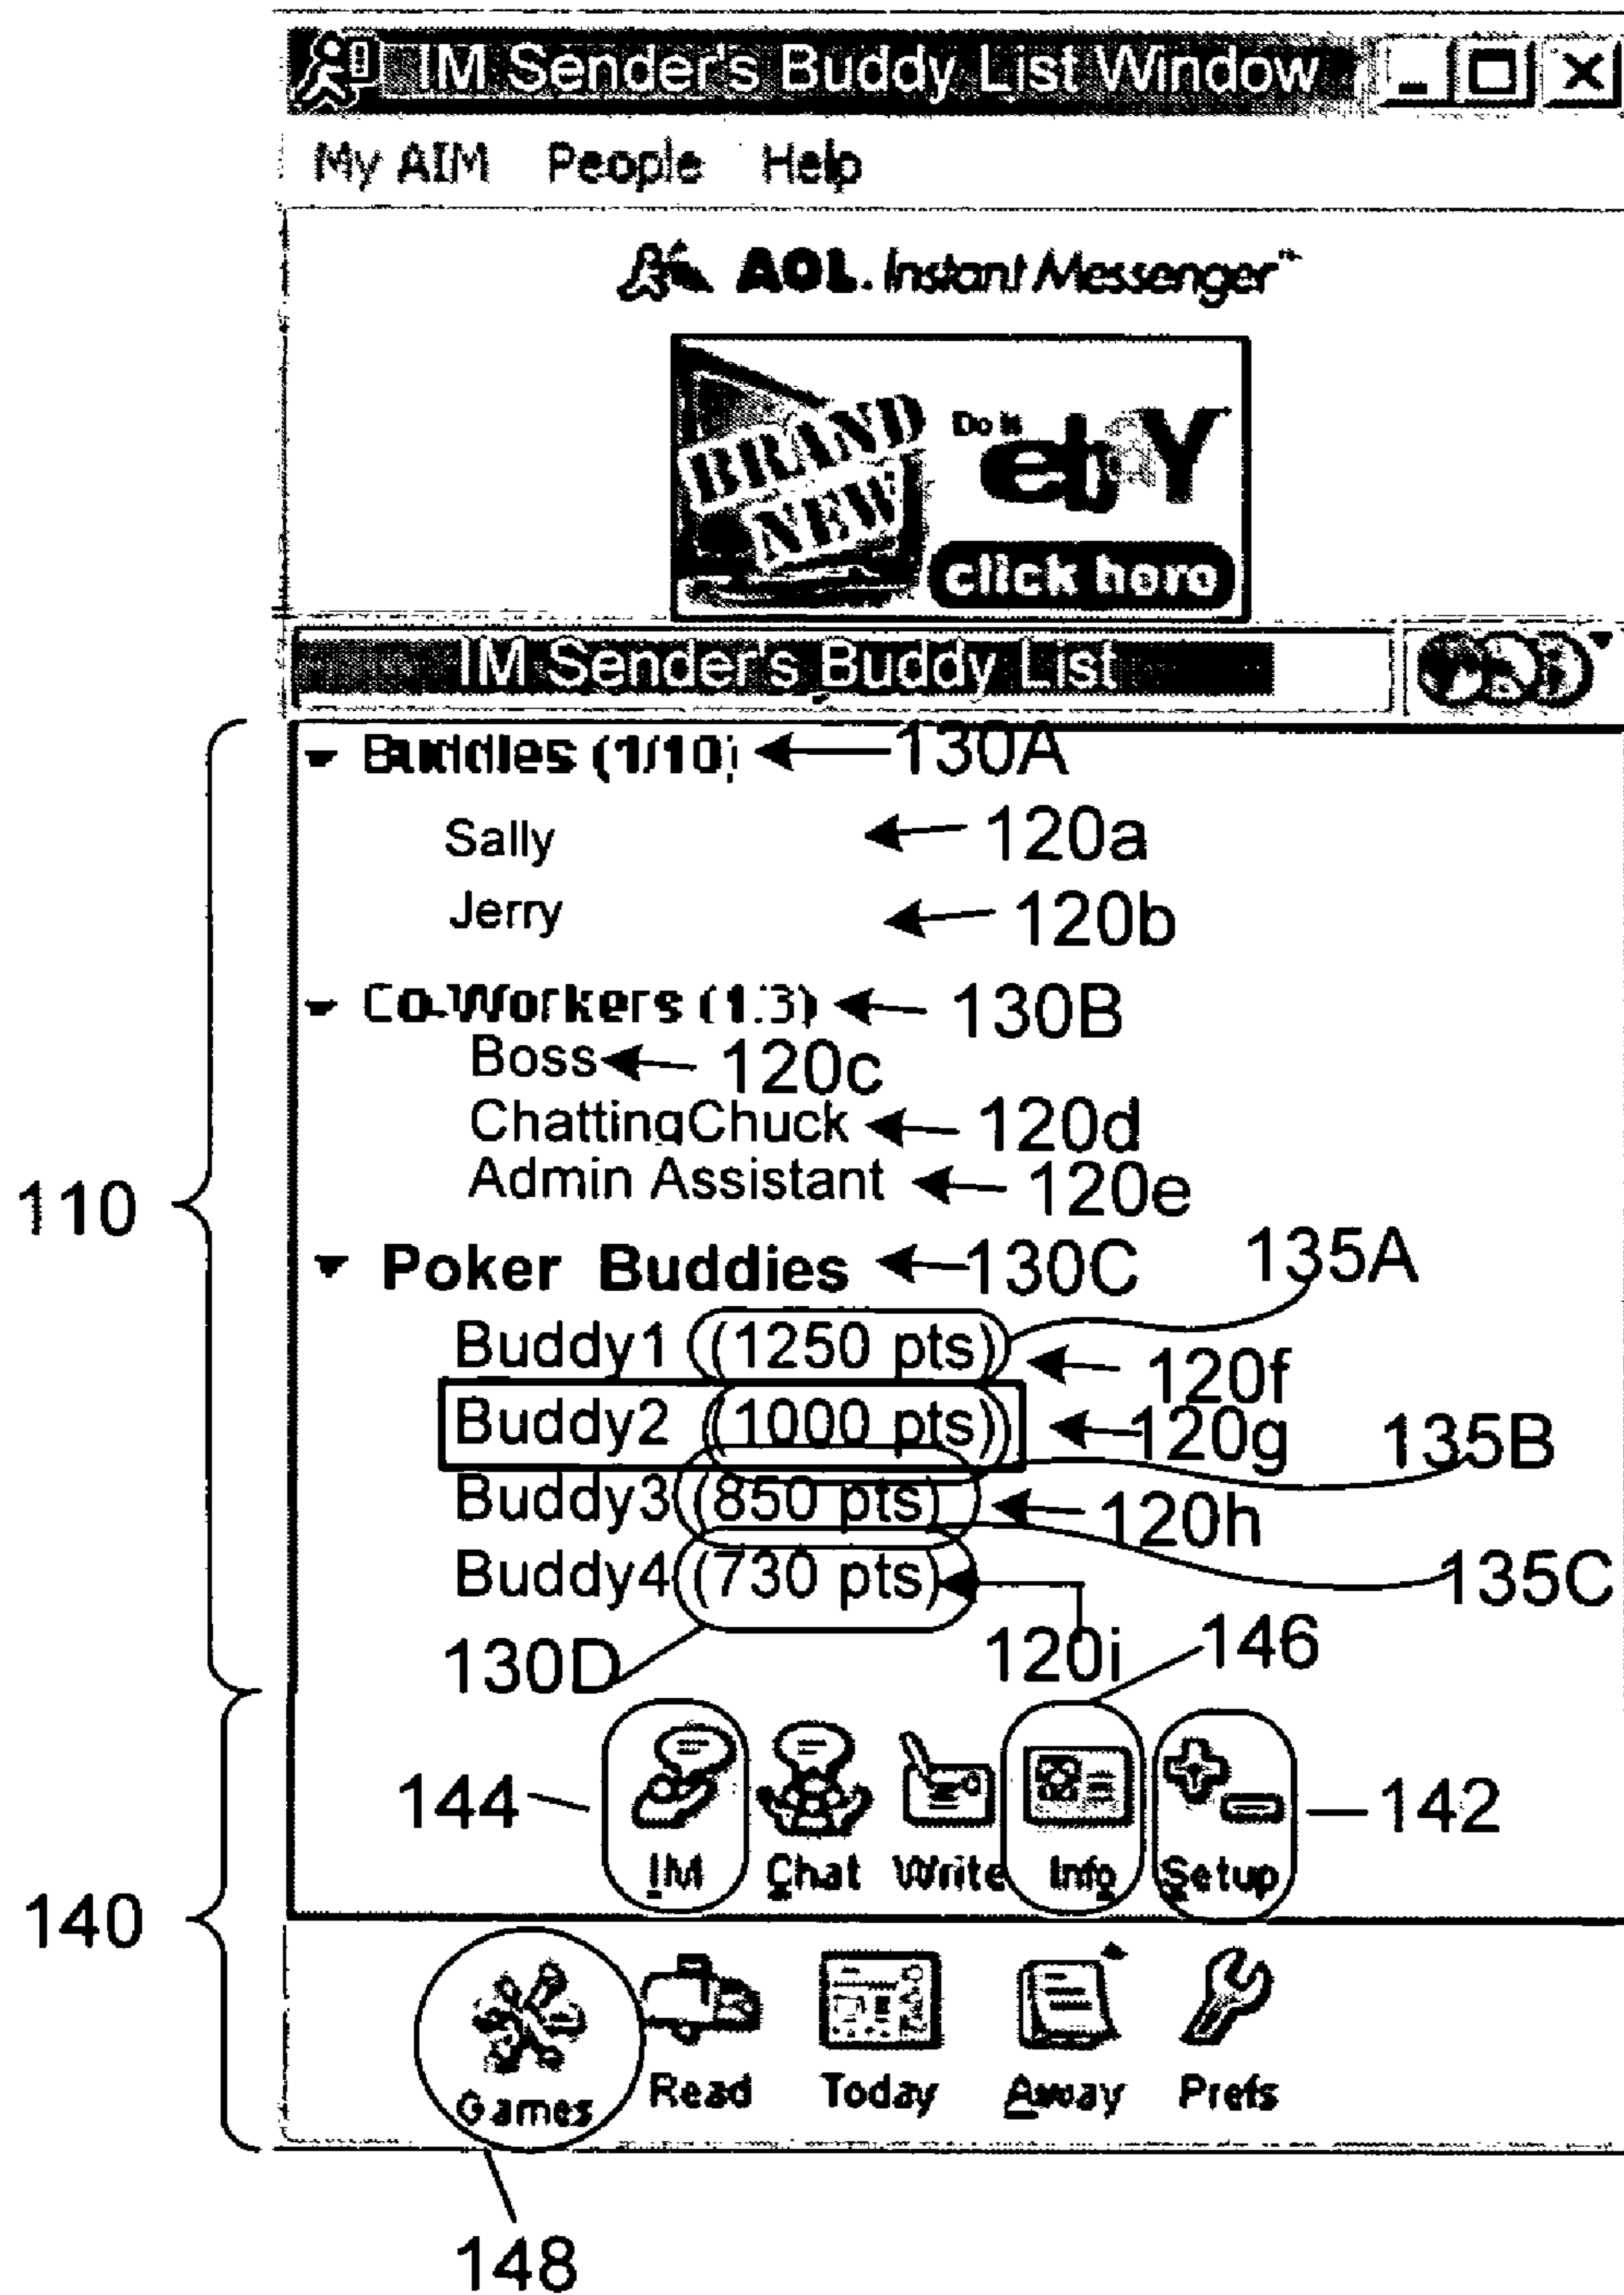 IM Sender's Buddy List Window
My AIM People Help
AOL Instant Messenger™
BRAND NEW
Do it
ebY
click here
IM Sender's Buddy List
Buddies (1/10) 130A
Sally 120a
Jerry 120b
Co-Workers (1/3) 130B
Boss 120c
ChattingChuck 120d
Admin Assistant 120e
110
Poker Buddies 130C 135A
Buddy1 (1250 pts) 120f
Buddy2 (1000 pts) 120g 135B
Buddy3 (850 pts) 120h
Buddy4 (730 pts) 135C
130D 120i 146
144 142
IM Chat Write Info Setup
140
Games Read Today Away Prefs
148